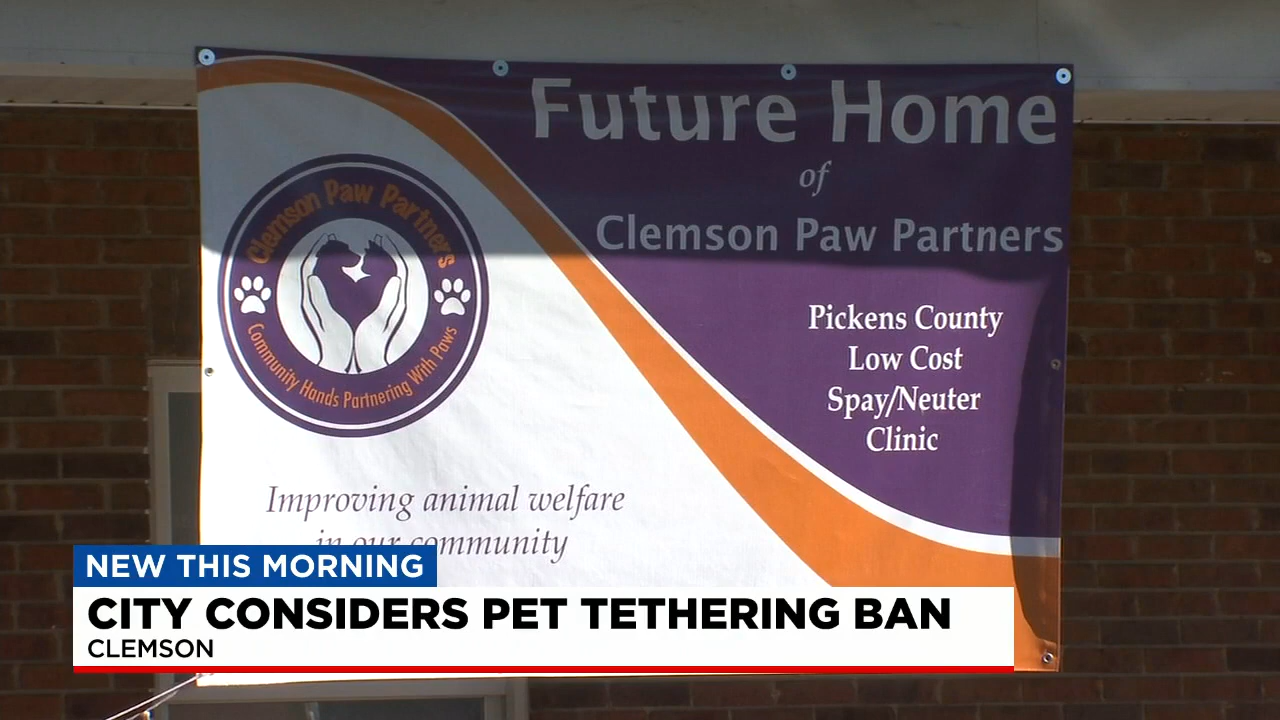 Future Home
of
Clemson Paw Partners
Clemson Paw Partners
Community Hands Partnering With Paws
Pickens County
Low Cost
Spay/Neuter
Clinic
Improving animal welfare
in our community
NEW THIS MORNING
CITY CONSIDERS PET TETHERING BAN
CLEMSON